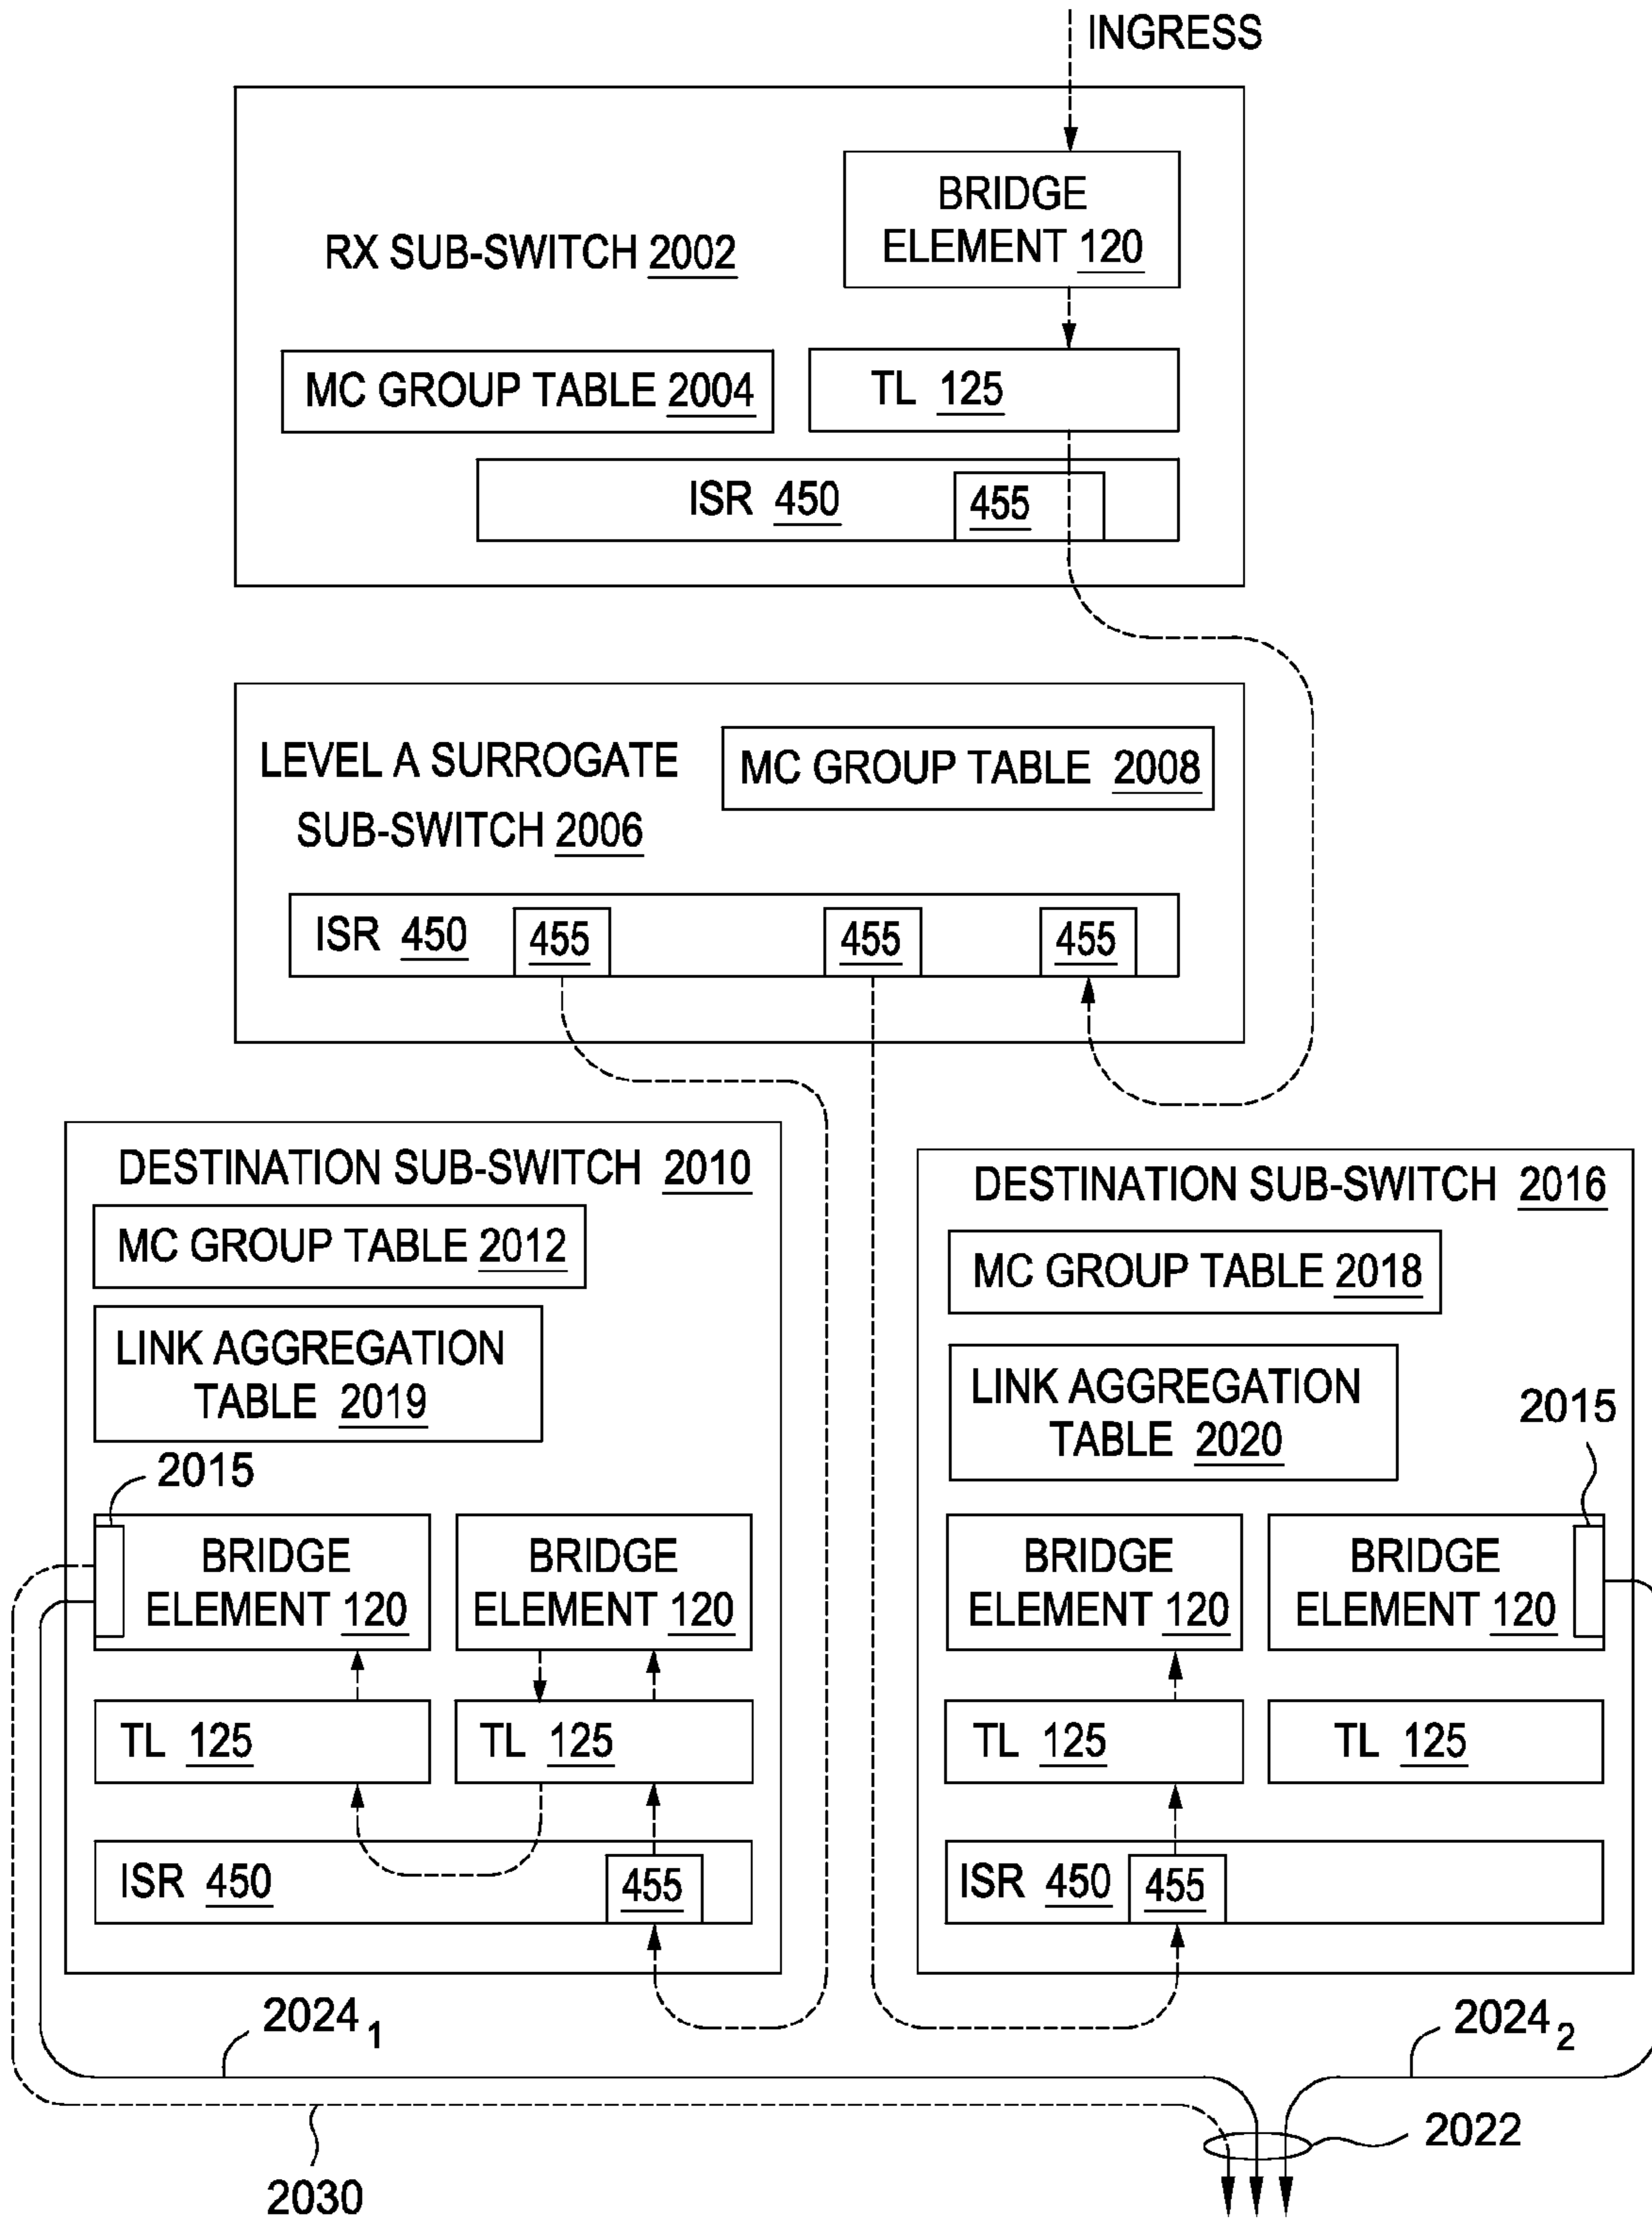 INGRESS
BRIDGE
ELEMENT 120
RX SUB-SWITCH 2002
MC GROUP TABLE 2004
TL 125
ISR 450
455
LEVEL A SURROGATE
SUB-SWITCH 2006
MC GROUP TABLE 2008
ISR 450
455
455
455
DESTINATION SUB-SWITCH 2010
MC GROUP TABLE 2012
LINK AGGREGATION
TABLE 2019
2015
BRIDGE
ELEMENT 120
BRIDGE
ELEMENT 120
TL 125
TL 125
ISR 450
455
DESTINATION SUB-SWITCH 2016
MC GROUP TABLE 2018
LINK AGGREGATION
TABLE 2020
2015
BRIDGE
ELEMENT 120
BRIDGE
ELEMENT 120
TL 125
TL 125
ISR 450
455
2024 1
2024 2
2022
2030